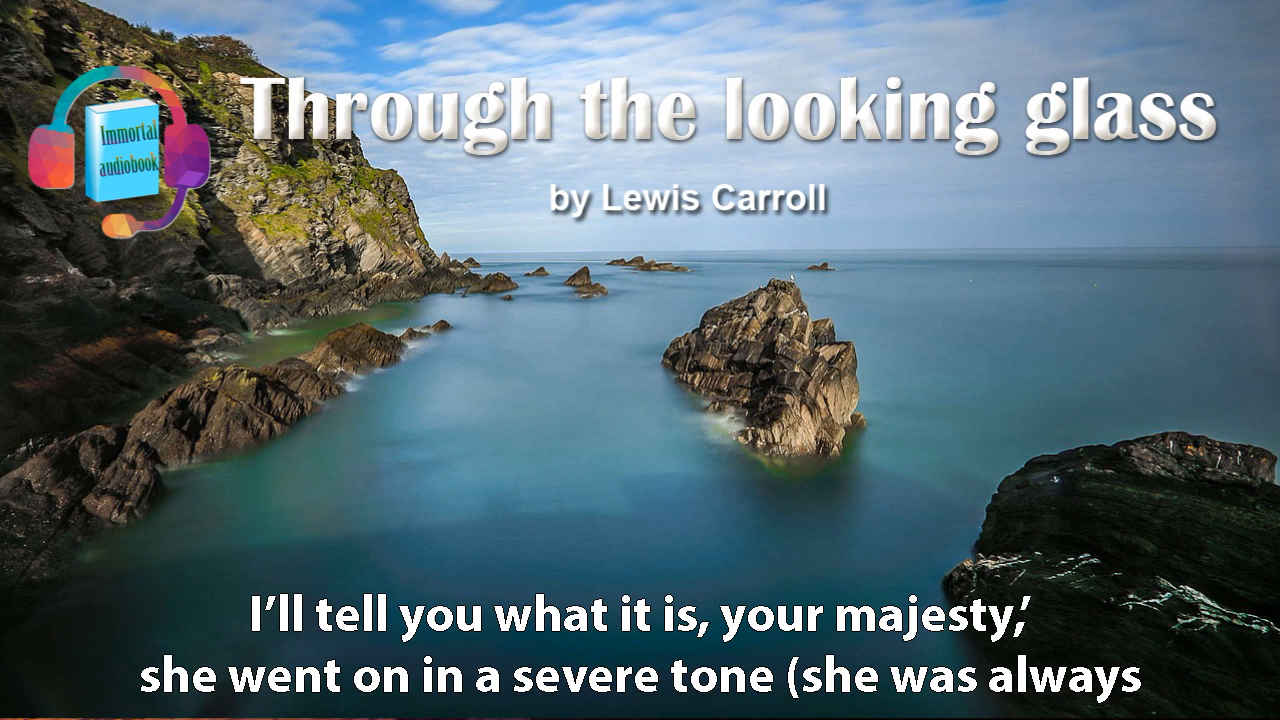 Through the looking glass
by Lewis Carroll
Immortal
audiobook
I’ll tell you what it is, your majesty,’
she went on in a severe tone (she was always